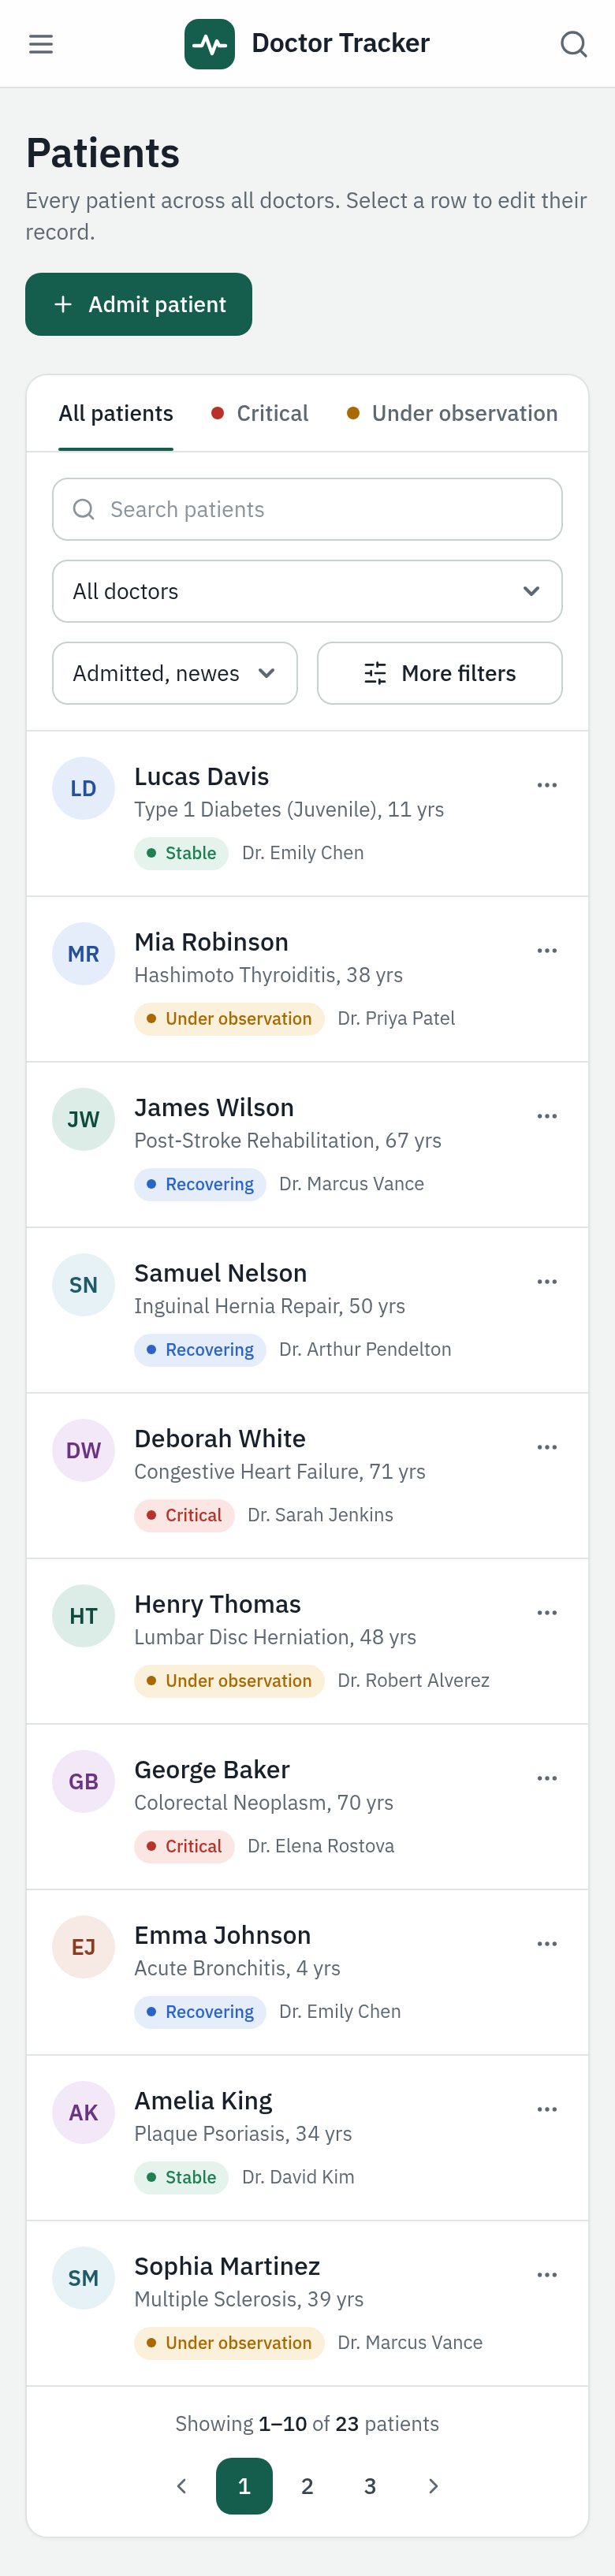 Doctor Tracker
Patients
Every patient across all doctors. Select a row to edit their
record.
Admit patient
All patients
Critical
Under observation
Search patients
All doctors
Admitted, newes
More filters
LD
Lucas Davis
Type 1 Diabetes (Juvenile), 11 yrs
Stable
Dr. Emily Chen
MR
Mia Robinson
Hashimoto Thyroiditis, 38 yrs
Under observation
Dr. Priya Patel
JW
James Wilson
Post-Stroke Rehabilitation, 67 yrs
Recovering
Dr. Marcus Vance
SN
Samuel Nelson
Inguinal Hernia Repair, 50 yrs
Recovering
Dr. Arthur Pendelton
DW
Deborah White
Congestive Heart Failure, 71 yrs
Critical
Dr. Sarah Jenkins
HT
Henry Thomas
Lumbar Disc Herniation, 48 yrs
Under observation
Dr. Robert Alverez
GB
George Baker
Colorectal Neoplasm, 70 yrs
Critical
Dr. Elena Rostova
EJ
Emma Johnson
Acute Bronchitis, 4 yrs
Recovering
Dr. Emily Chen
AK
Amelia King
Plaque Psoriasis, 34 yrs
Stable
Dr. David Kim
SM
Sophia Martinez
Multiple Sclerosis, 39 yrs
Under observation
Dr. Marcus Vance
Showing 1–10 of 23 patients
1 2 3